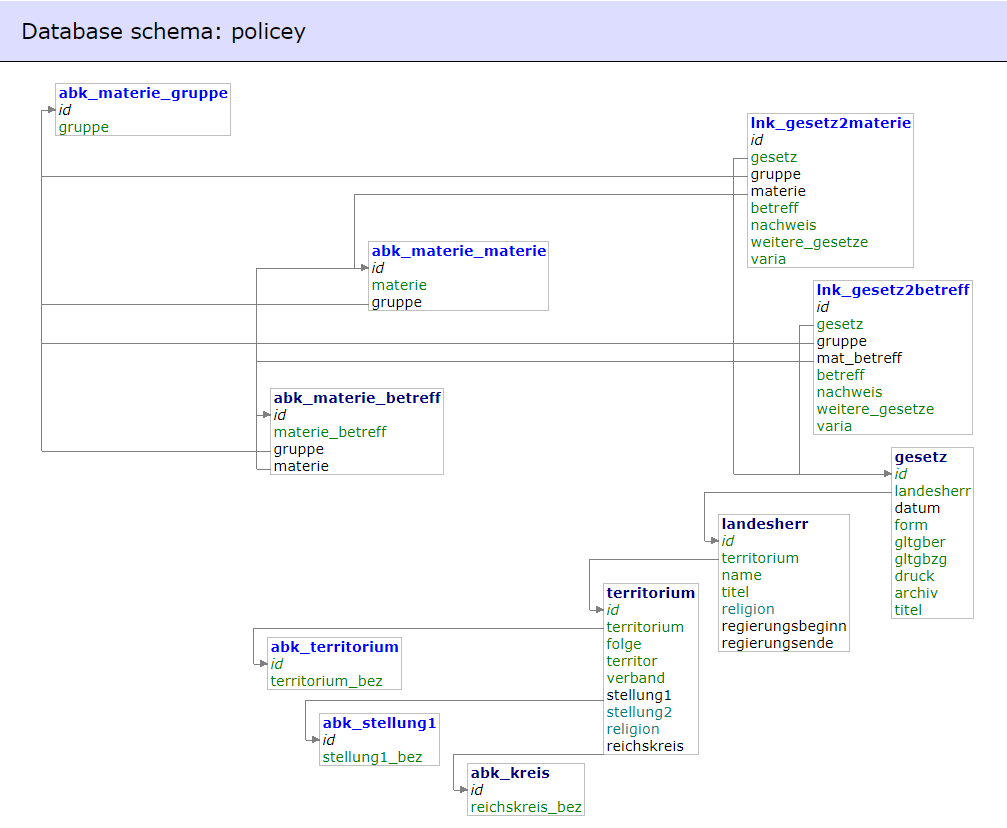 Database schema: policey
abk_materie_gruppe
id
gruppe
lnk_gesetz2materie
id
gesetz
gruppe
materie
betreff
nachweis
weitere_gesetze
varia
abk_materie_materie
id
materie
gruppe
lnk_gesetz2betreff
id
gesetz
gruppe
mat_betreff
betreff
nachweis
weitere_gesetze
varia
abk_materie_betreff
id
materie_betreff
gruppe
materie
gesetz
id
landesherr
datum
form
gltgber
gltgbzg
druck
archiv
titel
landesherr
id
territorium
name
titel
religion
regierungsbeginn
regierungsende
territorium
id
territorium
folge
territor
verband
stellung1
stellung2
religion
reichskreis
abk_territorium
id
territorium_bez
abk_stellung1
id
stellung1_bez
abk_kreis
id
reichskreis_bez